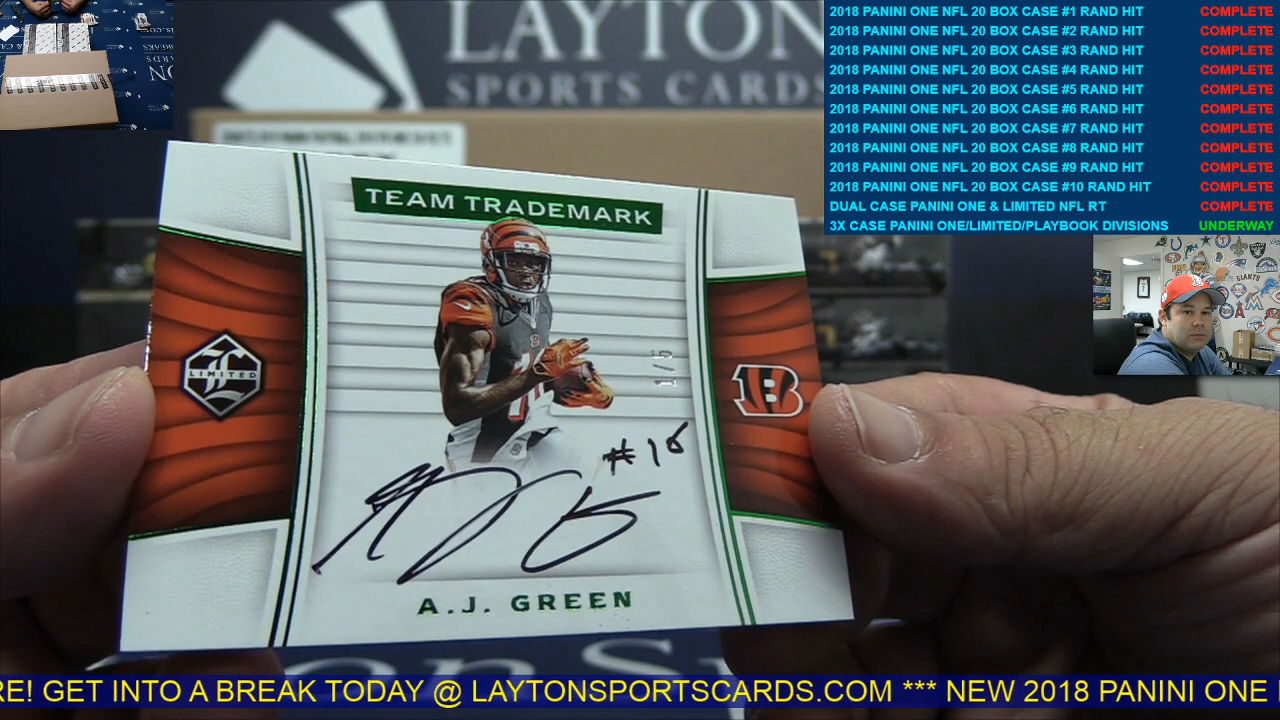 LAYTON
SPORTS CARDS
2018 PANINI ONE NFL 20 BOX CASE #1 RAND HIT COMPLETE
2018 PANINI ONE NFL 20 BOX CASE #2 RAND HIT COMPLETE
2018 PANINI ONE NFL 20 BOX CASE #3 RAND HIT COMPLETE
2018 PANINI ONE NFL 20 BOX CASE #4 RAND HIT COMPLETE
2018 PANINI ONE NFL 20 BOX CASE #5 RAND HIT COMPLETE
2018 PANINI ONE NFL 20 BOX CASE #6 RAND HIT COMPLETE
2018 PANINI ONE NFL 20 BOX CASE #7 RAND HIT COMPLETE
2018 PANINI ONE NFL 20 BOX CASE #8 RAND HIT COMPLETE
2018 PANINI ONE NFL 20 BOX CASE #9 RAND HIT COMPLETE
2018 PANINI ONE NFL 20 BOX CASE #10 RAND HIT COMPLETE
DUAL CASE PANINI ONE & LIMITED NFL RT COMPLETE
3X CASE PANINI ONE/LIMITED/PLAYBOOK DIVISIONS UNDERWAY
TEAM TRADEMARK
GIANTS
1/5
LIMITED
B
#18
A.J. GREEN
RE! GET INTO A BREAK TODAY @ LAYTONSPORTSCARDS.COM *** NEW 2018 PANINI ONE